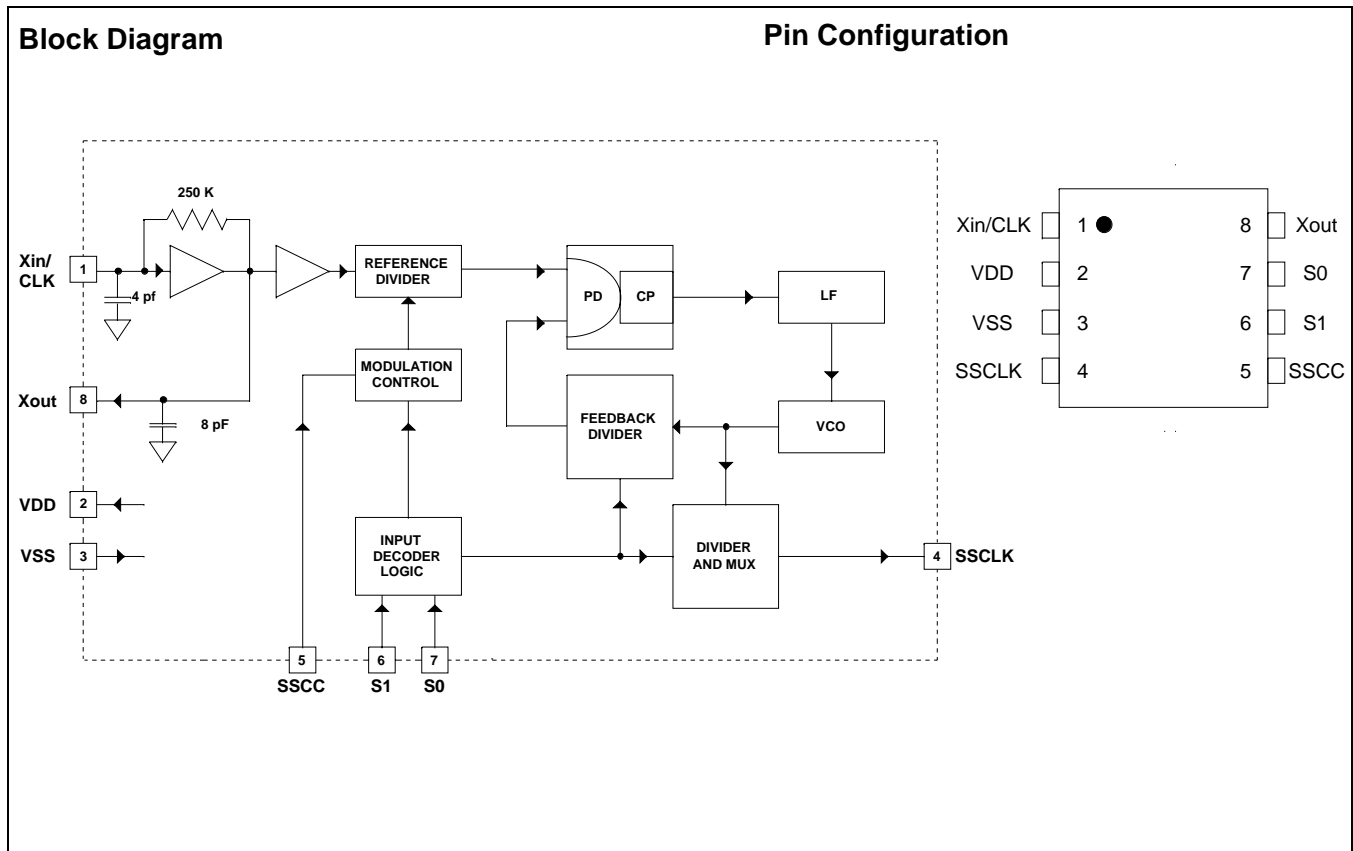 Block Diagram
Pin Configuration
250 K
Xin/
CLK
1
4 pf
REFERENCE
DIVIDER
PD
CP
LF
MODULATION
CONTROL
Xout
8
8 pF
FEEDBACK
DIVIDER
VCO
VDD
2
VSS
3
INPUT
DECODER
LOGIC
DIVIDER
AND MUX
4
SSCLK
5
6
7
SSCC
S1
S0
Xin/CLK
1
8
Xout
VDD
2
7
S0
VSS
3
6
S1
SSCLK
4
5
SSCC